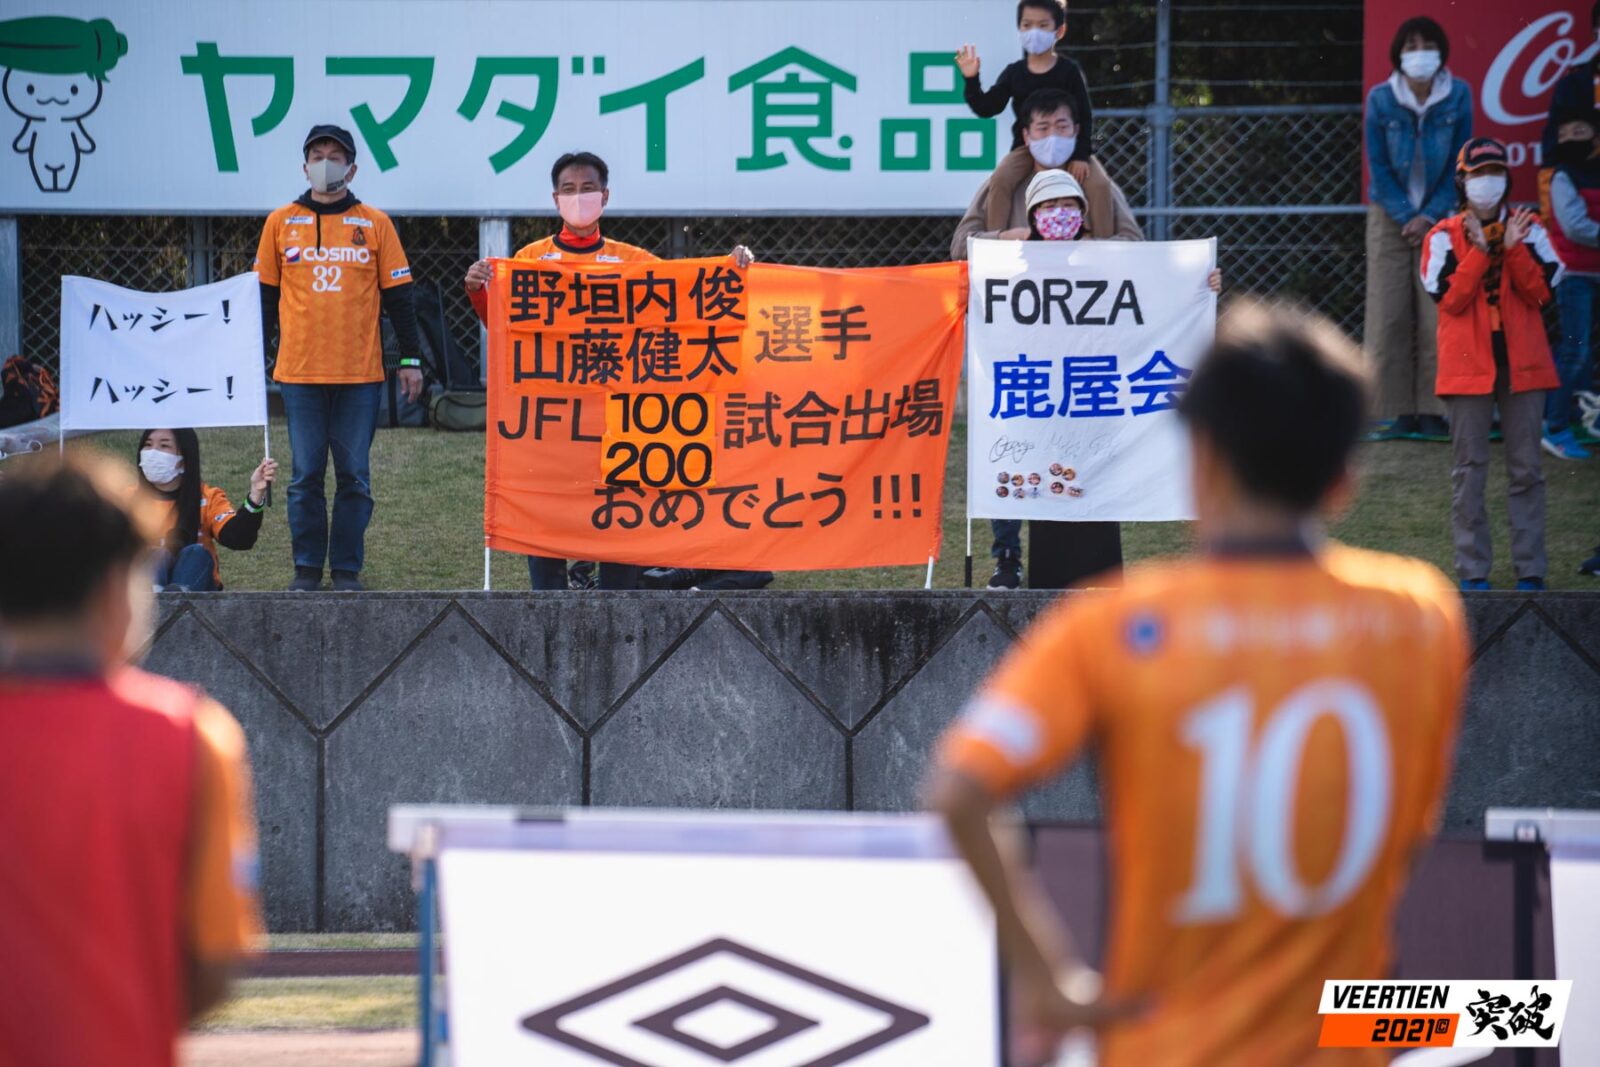 ヤマダイ食品
Co
OT
COSMO
32
ハッシー!
ハッシー!
野垣内俊
山藤健太 選手
JFL 100 試合出場
200
おめでとう!!!
FORZA
鹿屋会
10
VEERTIEN
2021
突破